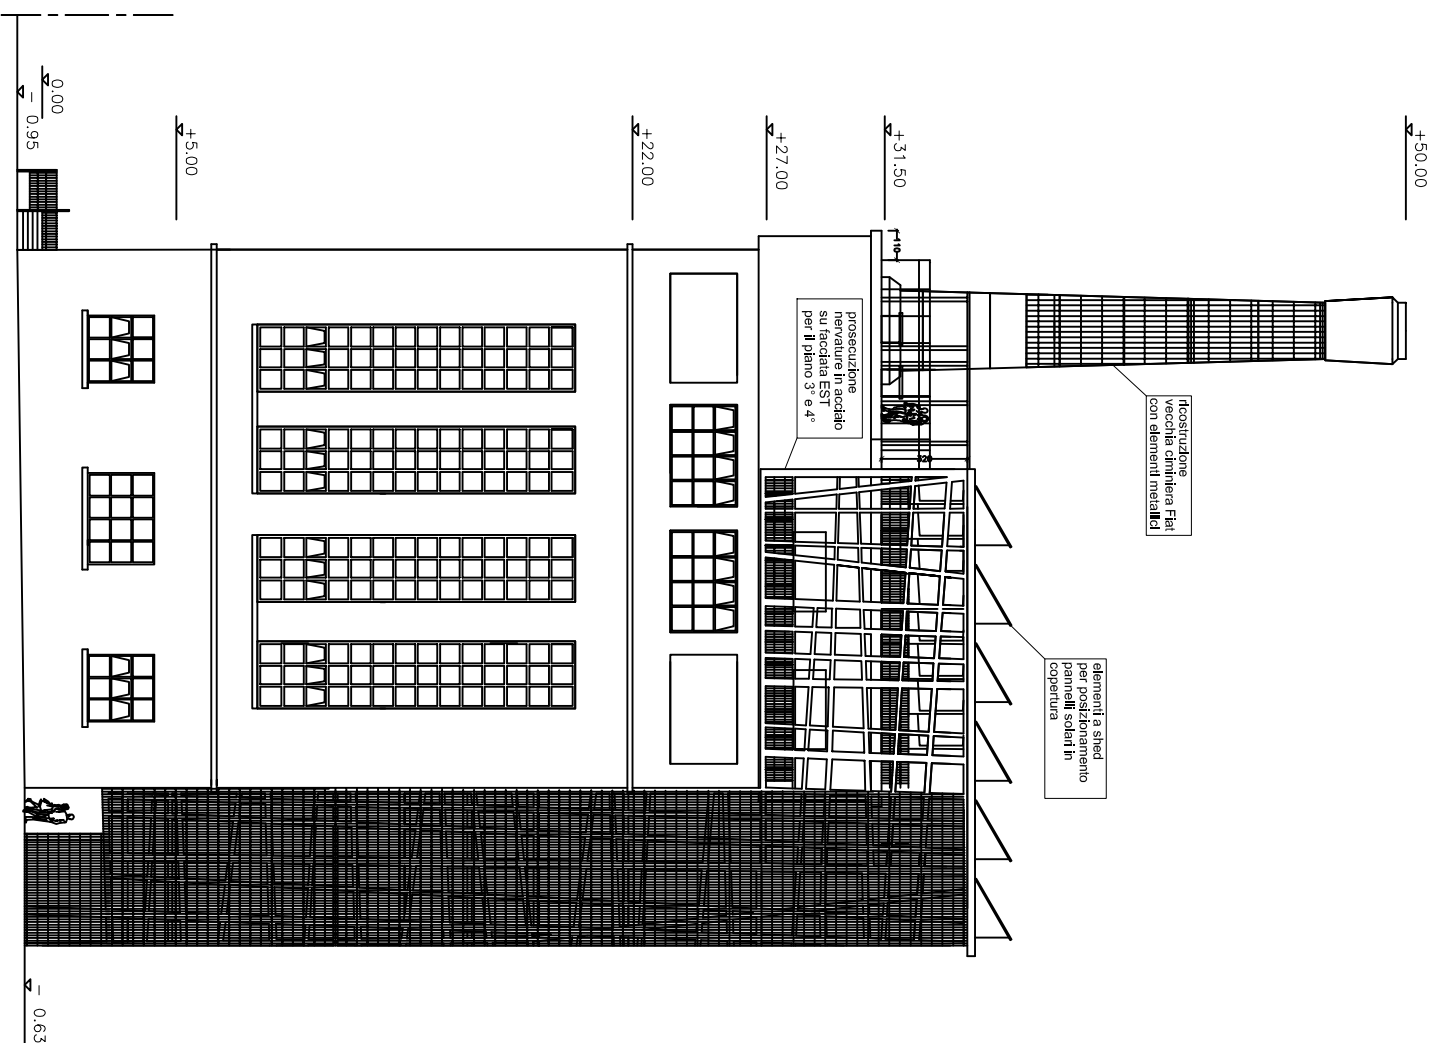 +50.00
+31.50
+27.00
+22.00
+5.00
0.00
- 0.95
110
ricostruzione
vecchia ciminiera Fiat
con elementi metallici
prosecuzione
nervature in acciaio
su facciata EST
per il piano 3° e 4°
320
elementi a shed
per posizionamento
pannelli solari in
copertura
- 0.63